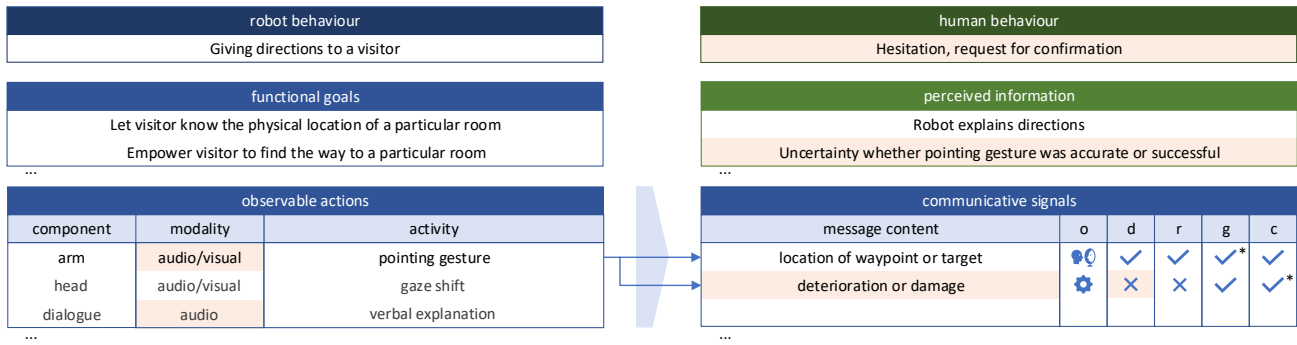 robot behaviour
Giving directions to a visitor
human behaviour
Hesitation, request for confirmation
functional goals
Let visitor know the physical location of a particular room
Empower visitor to find the way to a particular room
...
perceived information
Robot explains directions
Uncertainty whether pointing gesture was accurate or successful
...
observable actions
component modality activity
arm audio/visual pointing gesture
head audio/visual gaze shift
dialogue audio verbal explanation
...
communicative signals
message content o d r g c
location of waypoint or target *
deterioration or damage *
...